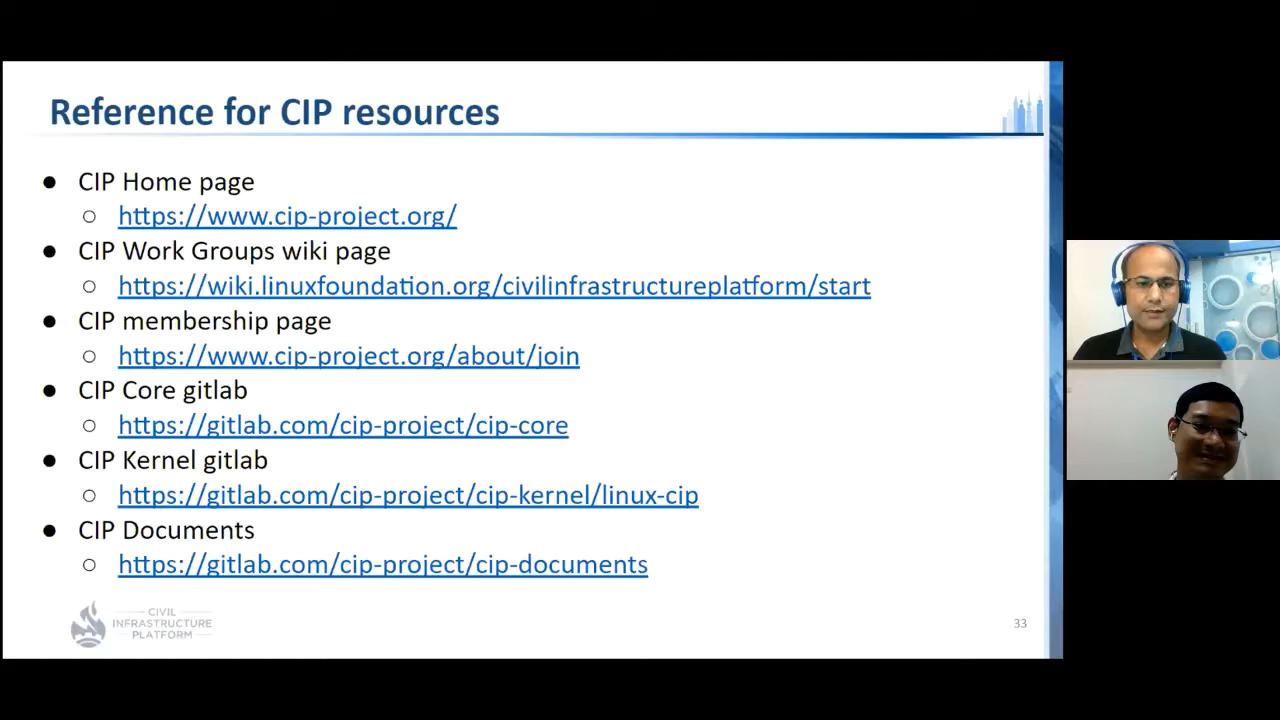 Reference for CIP resources
● CIP Home page
○ https://www.cip-project.org/
● CIP Work Groups wiki page
○ https://wiki.linuxfoundation.org/civilinfrastructureplatform/start
● CIP membership page
○ https://www.cip-project.org/about/join
● CIP Core gitlab
○ https://gitlab.com/cip-project/cip-core
● CIP Kernel gitlab
○ https://gitlab.com/cip-project/cip-kernel/linux-cip
● CIP Documents
○ https://gitlab.com/cip-project/cip-documents
CIVIL
INFRASTRUCTURE
PLATFORM
33